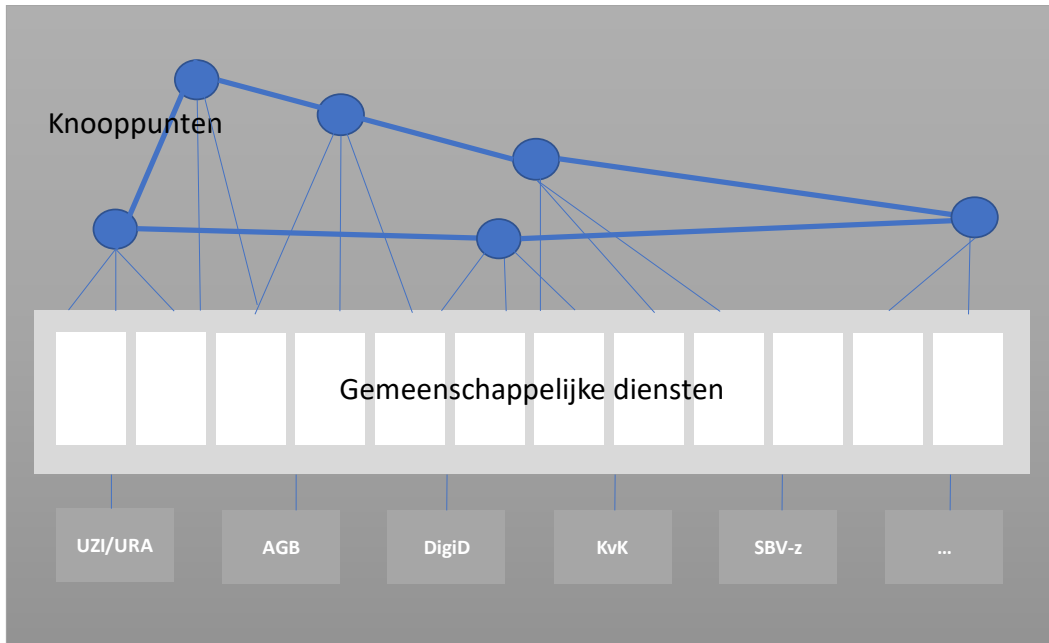 Knooppunten
Gemeenschappelijke diensten
UZI/URA
AGB
DigiD
KvK
SBV-z
...